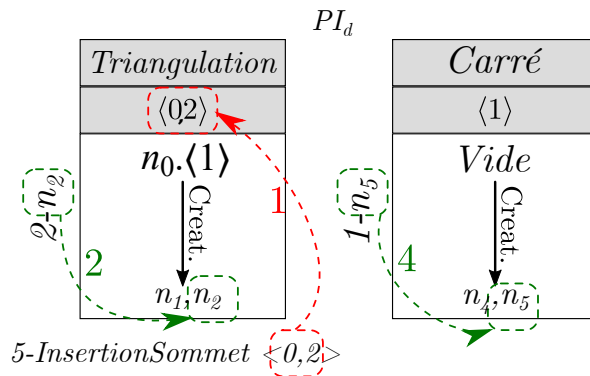 PI_d
Triangulation
⟨0,2⟩
n_0.⟨1⟩
Creat.
n_1,n_2
2-n_2
2
1
5-InsertionSommet <0,2>
Carré
⟨1⟩
Vide
Creat.
n_4,n_5
1-n_5
4